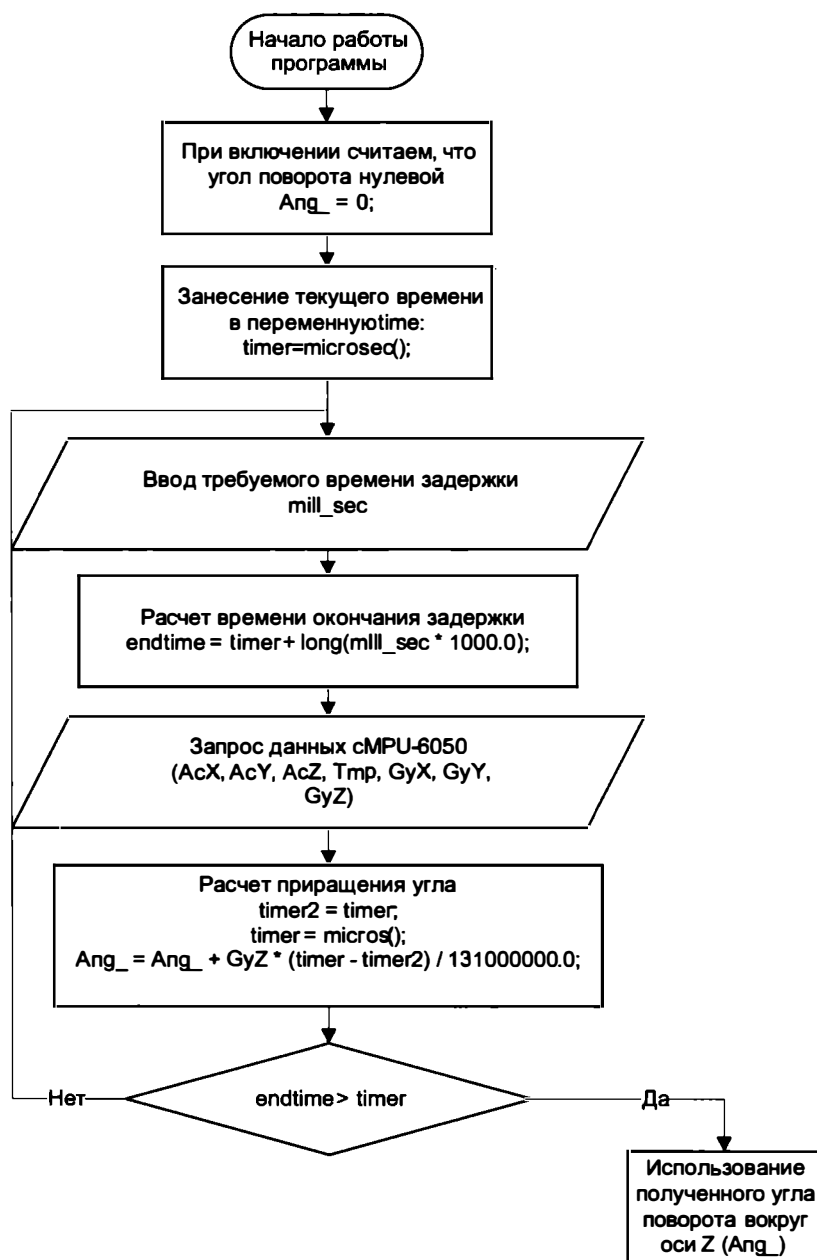 Начало работы
программы
При включении считаем, что
угол поворота нулевой
Ang_ = 0;
Занесение текущего времени
в переменнуюtime:
timer=microsec();
Ввод требуемого времени задержки
mill_sec
Расчет времени окончания задержки
endtime = timer+ long(mill_sec * 1000.0);
Запрос данных сMPU-6050
(AcX, AcY, AcZ, Tmp, GyX, GyY,
GyZ)
Расчет приращения угла
timer2 = timer;
timer = micros();
Ang_ = Ang_ + GyZ * (timer - timer2) / 131000000.0;
Нет
endtime> timer
Да
Использование
полученного угла
поворота вокруг
оси Z (Ang_)